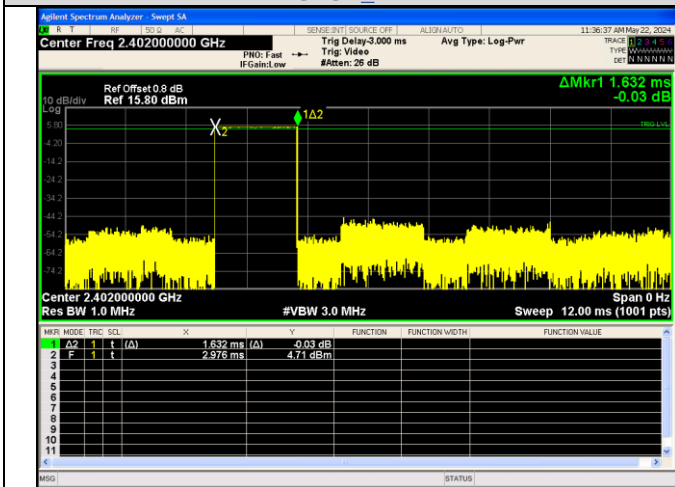 Agilent Spectrum Analyzer - Swept SA
R T RF 50 Ω AC SENSE:INT SOURCE OFF ALIGNAUTO 11:36:37 AM May 22, 2024
Center Freq 2.402000000 GHz
PNO: Fast
IFGain:Low
Trig Delay-3.000 ms
Trig: Video
#Atten: 26 dB
Avg Type: Log-Pwr
TRACE 1 2 3 4 5 6
TYPE W
DET N N N N N N
ΔMkr1 1.632 ms
-0.03 dB
Ref Offset 0.8 dB
10 dB/div Ref 15.80 dBm
Log
5.80
-4.20
-14.2
-24.2
-34.2
-44.2
-54.2
-64.2
-74.2
X2
1Δ2
TRIG LVL
Center 2.402000000 GHz Span 0 Hz
Res BW 1.0 MHz #VBW 3.0 MHz Sweep 12.00 ms (1001 pts)
MKR MODE TRC SCL X Y FUNCTION FUNCTION WIDTH FUNCTION VALUE
1 Δ2 1 t (Δ) 1.632 ms (Δ) -0.03 dB
2 F 1 t 2.976 ms 4.71 dBm
3
4
5
6
7
8
9
10
11
MSG STATUS